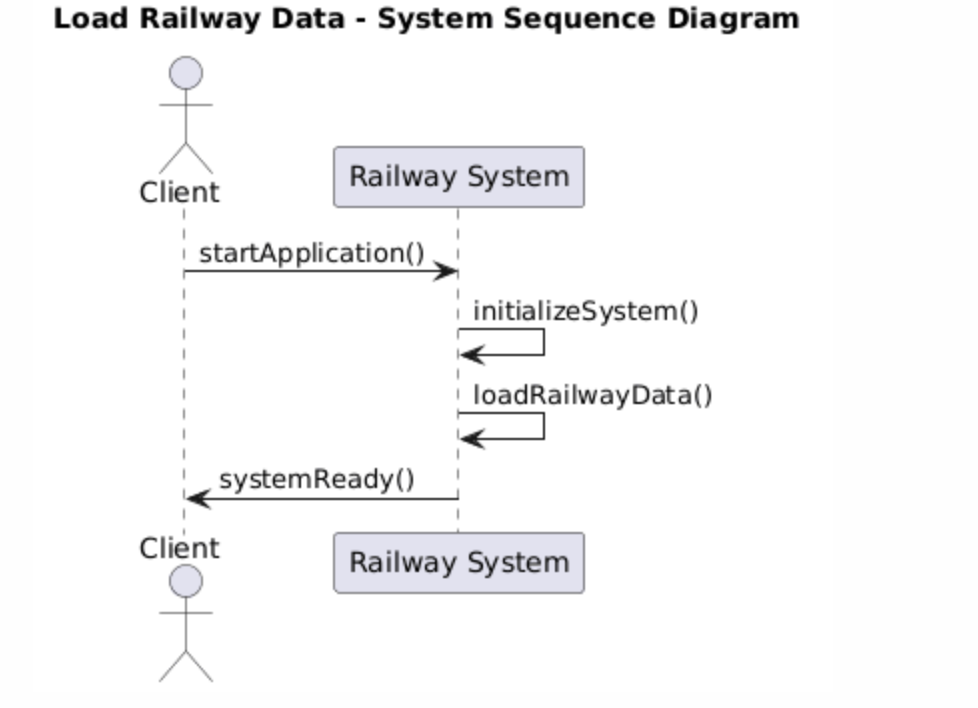 Load Railway Data - System Sequence Diagram
Client
Railway System
startApplication()
initializeSystem()
loadRailwayData()
systemReady()
Client
Railway System